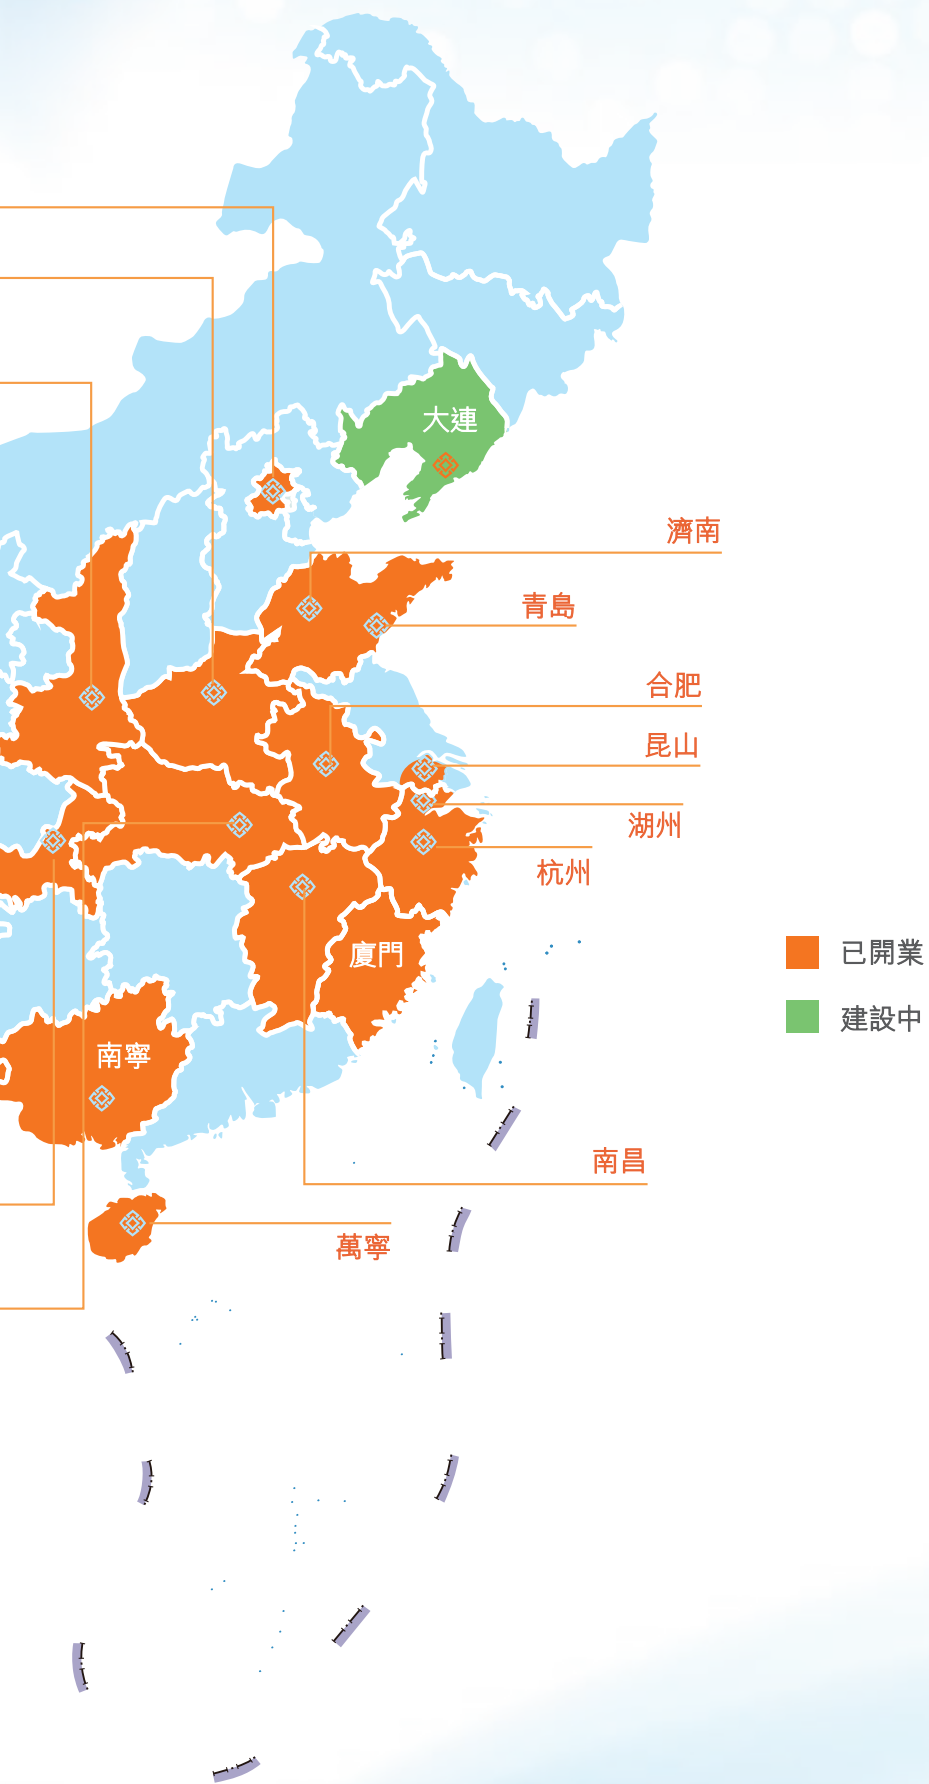 大連
濟南
青島
合肥
昆山
湖州
杭州
廈門
已開業
建設中
南寧
南昌
萬寧